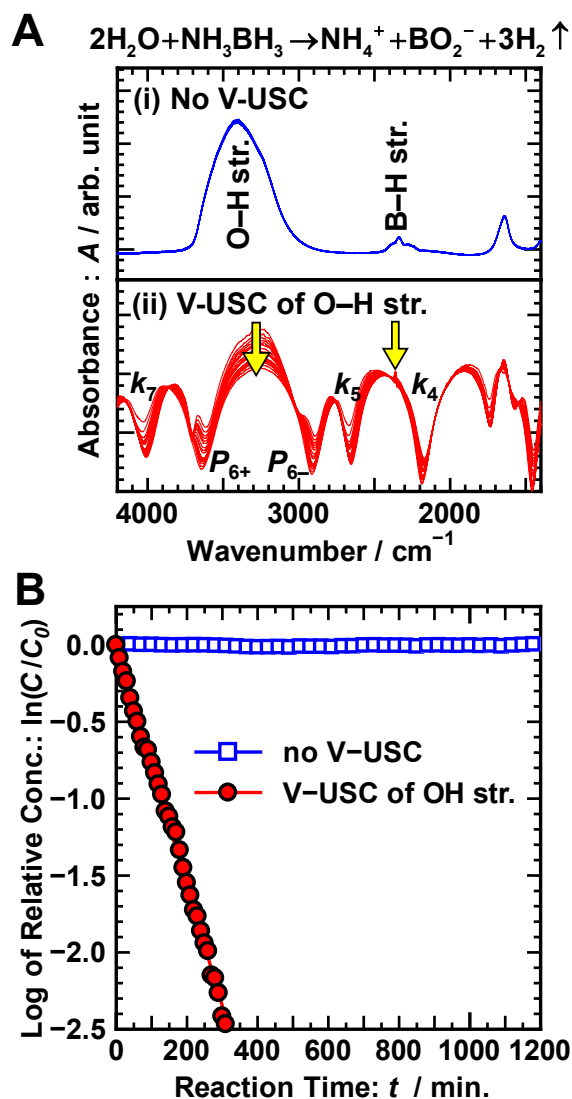 A
2H₂O+NH₃BH₃→NH₄⁺+BO₂⁻+3H₂↑
(i) No V-USC
O–H str.
B–H str.
(ii) V-USC of O–H str.
k₇
P₆₊
P₆₋
k₅
k₄
Absorbance : A / arb. unit
4000
3000
2000
Wavenumber / cm⁻¹
B
0.0
−0.5
−1.0
−1.5
−2.0
−2.5
no V−USC
V−USC of OH str.
Log of Relative Conc.: ln(C/C₀)
0
200
400
600
800
1000
1200
Reaction Time: t / min.